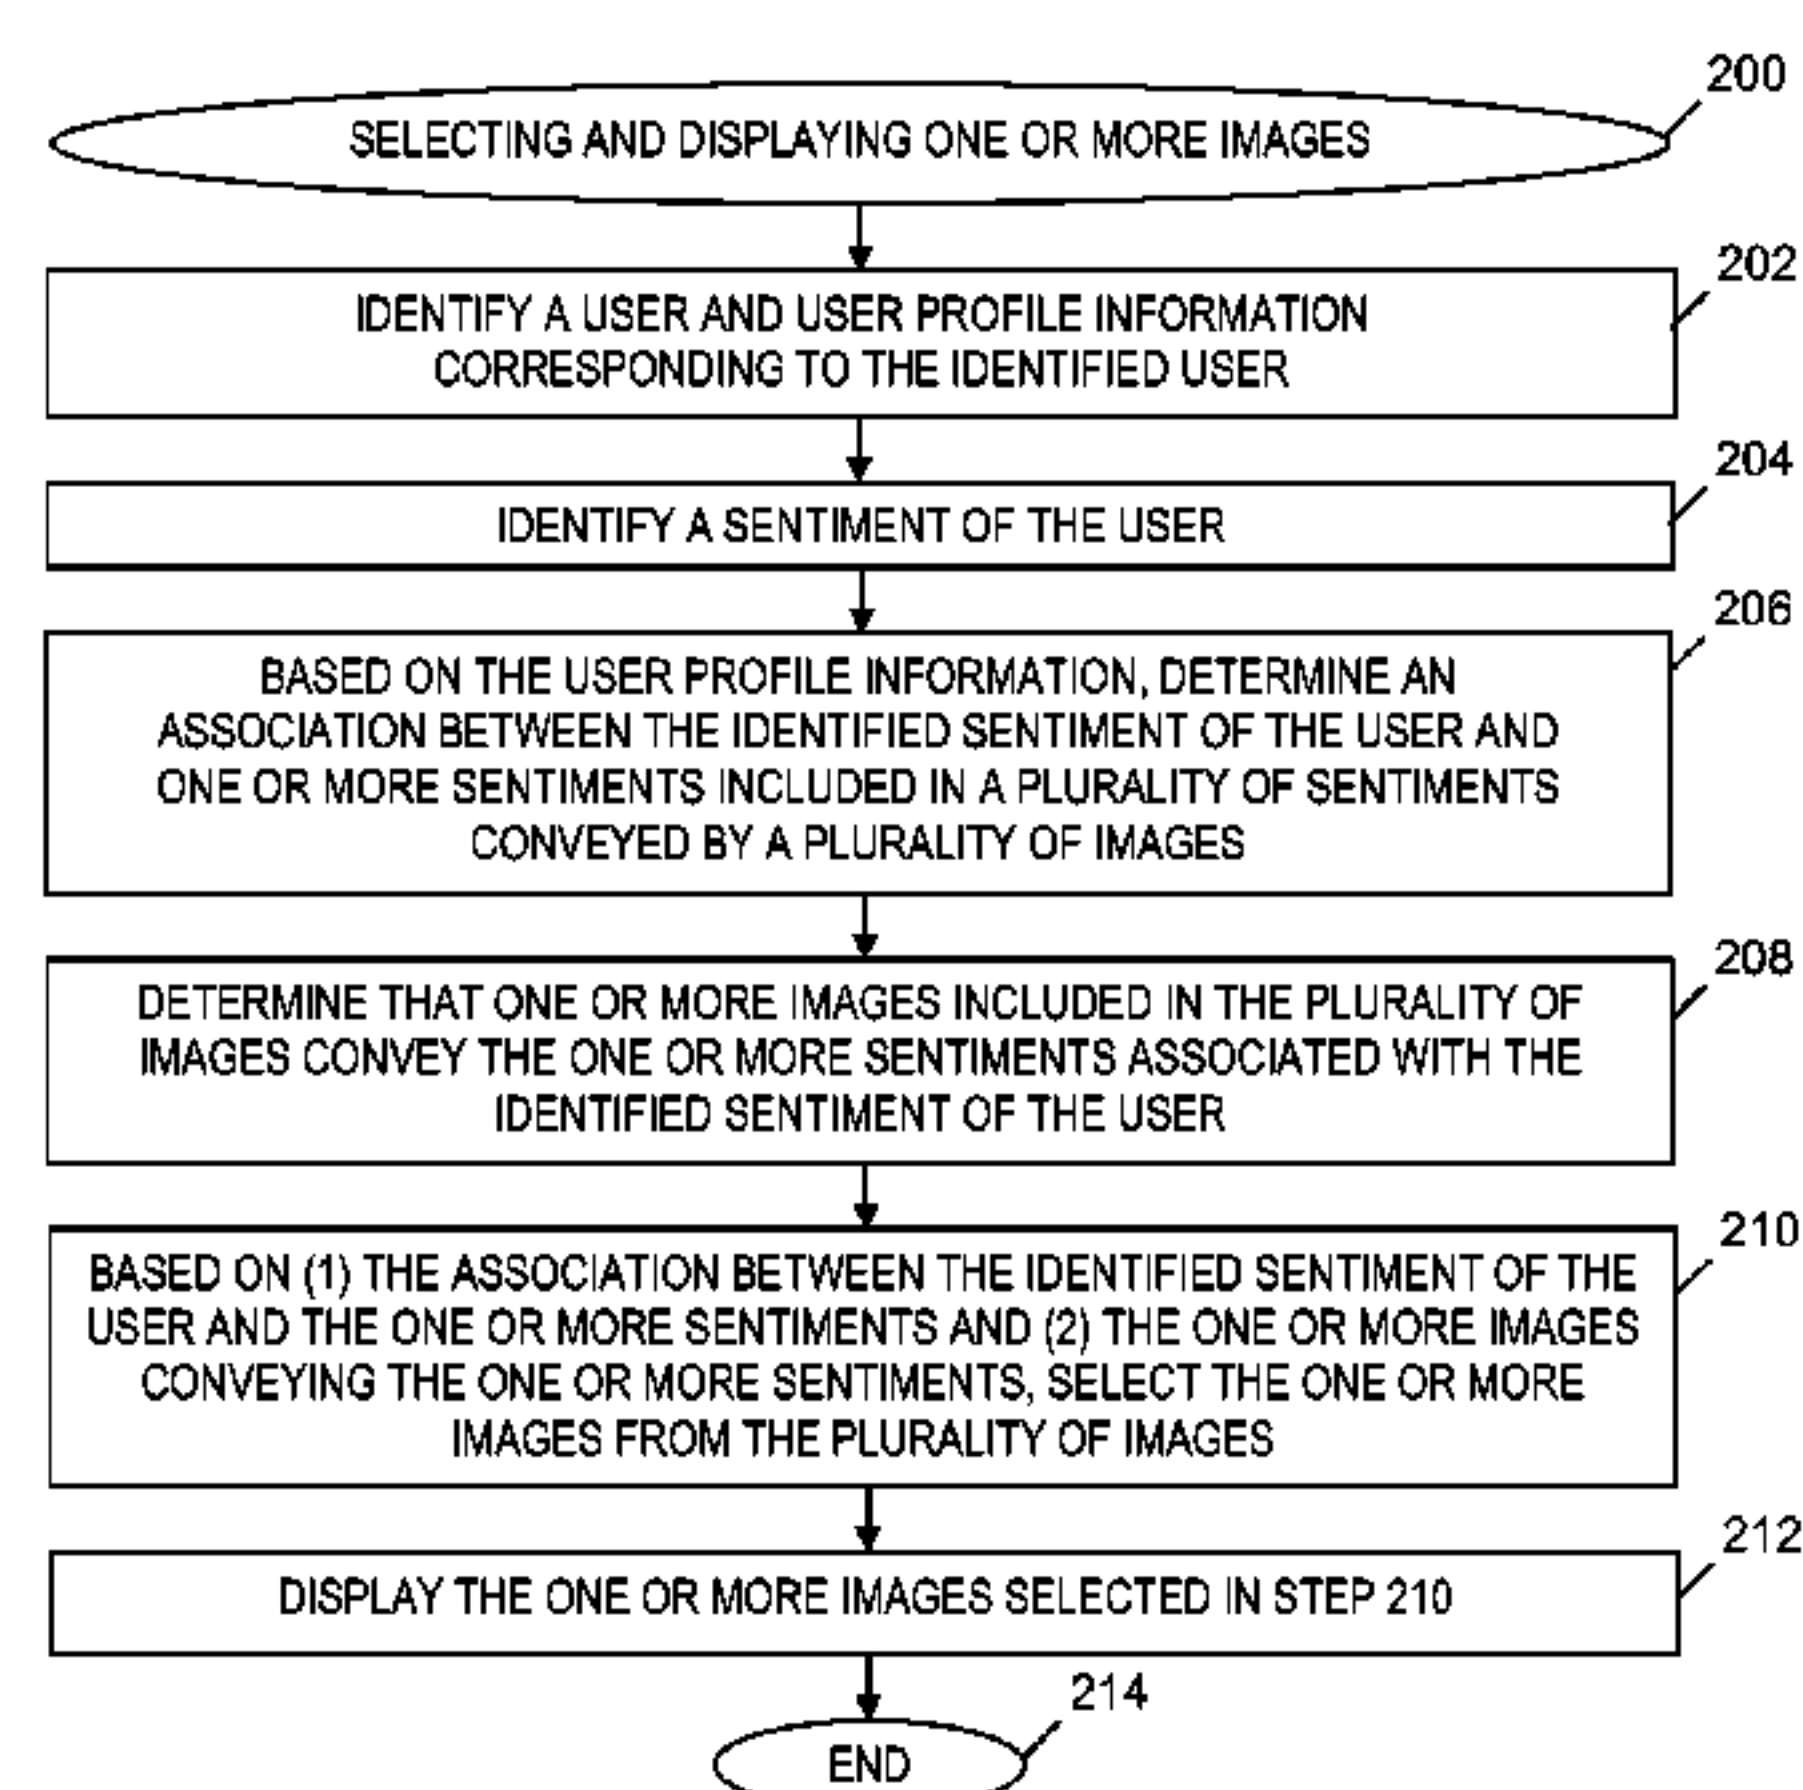 200
SELECTING AND DISPLAYING ONE OR MORE IMAGES
202
IDENTIFY A USER AND USER PROFILE INFORMATION
CORRESPONDING TO THE IDENTIFIED USER
204
IDENTIFY A SENTIMENT OF THE USER
206
BASED ON THE USER PROFILE INFORMATION, DETERMINE AN
ASSOCIATION BETWEEN THE IDENTIFIED SENTIMENT OF THE USER AND
ONE OR MORE SENTIMENTS INCLUDED IN A PLURALITY OF SENTIMENTS
CONVEYED BY A PLURALITY OF IMAGES
208
DETERMINE THAT ONE OR MORE IMAGES INCLUDED IN THE PLURALITY OF
IMAGES CONVEY THE ONE OR MORE SENTIMENTS ASSOCIATED WITH THE
IDENTIFIED SENTIMENT OF THE USER
210
BASED ON (1) THE ASSOCIATION BETWEEN THE IDENTIFIED SENTIMENT OF THE
USER AND THE ONE OR MORE SENTIMENTS AND (2) THE ONE OR MORE IMAGES
CONVEYING THE ONE OR MORE SENTIMENTS, SELECT THE ONE OR MORE
IMAGES FROM THE PLURALITY OF IMAGES
212
DISPLAY THE ONE OR MORE IMAGES SELECTED IN STEP 210
214
END